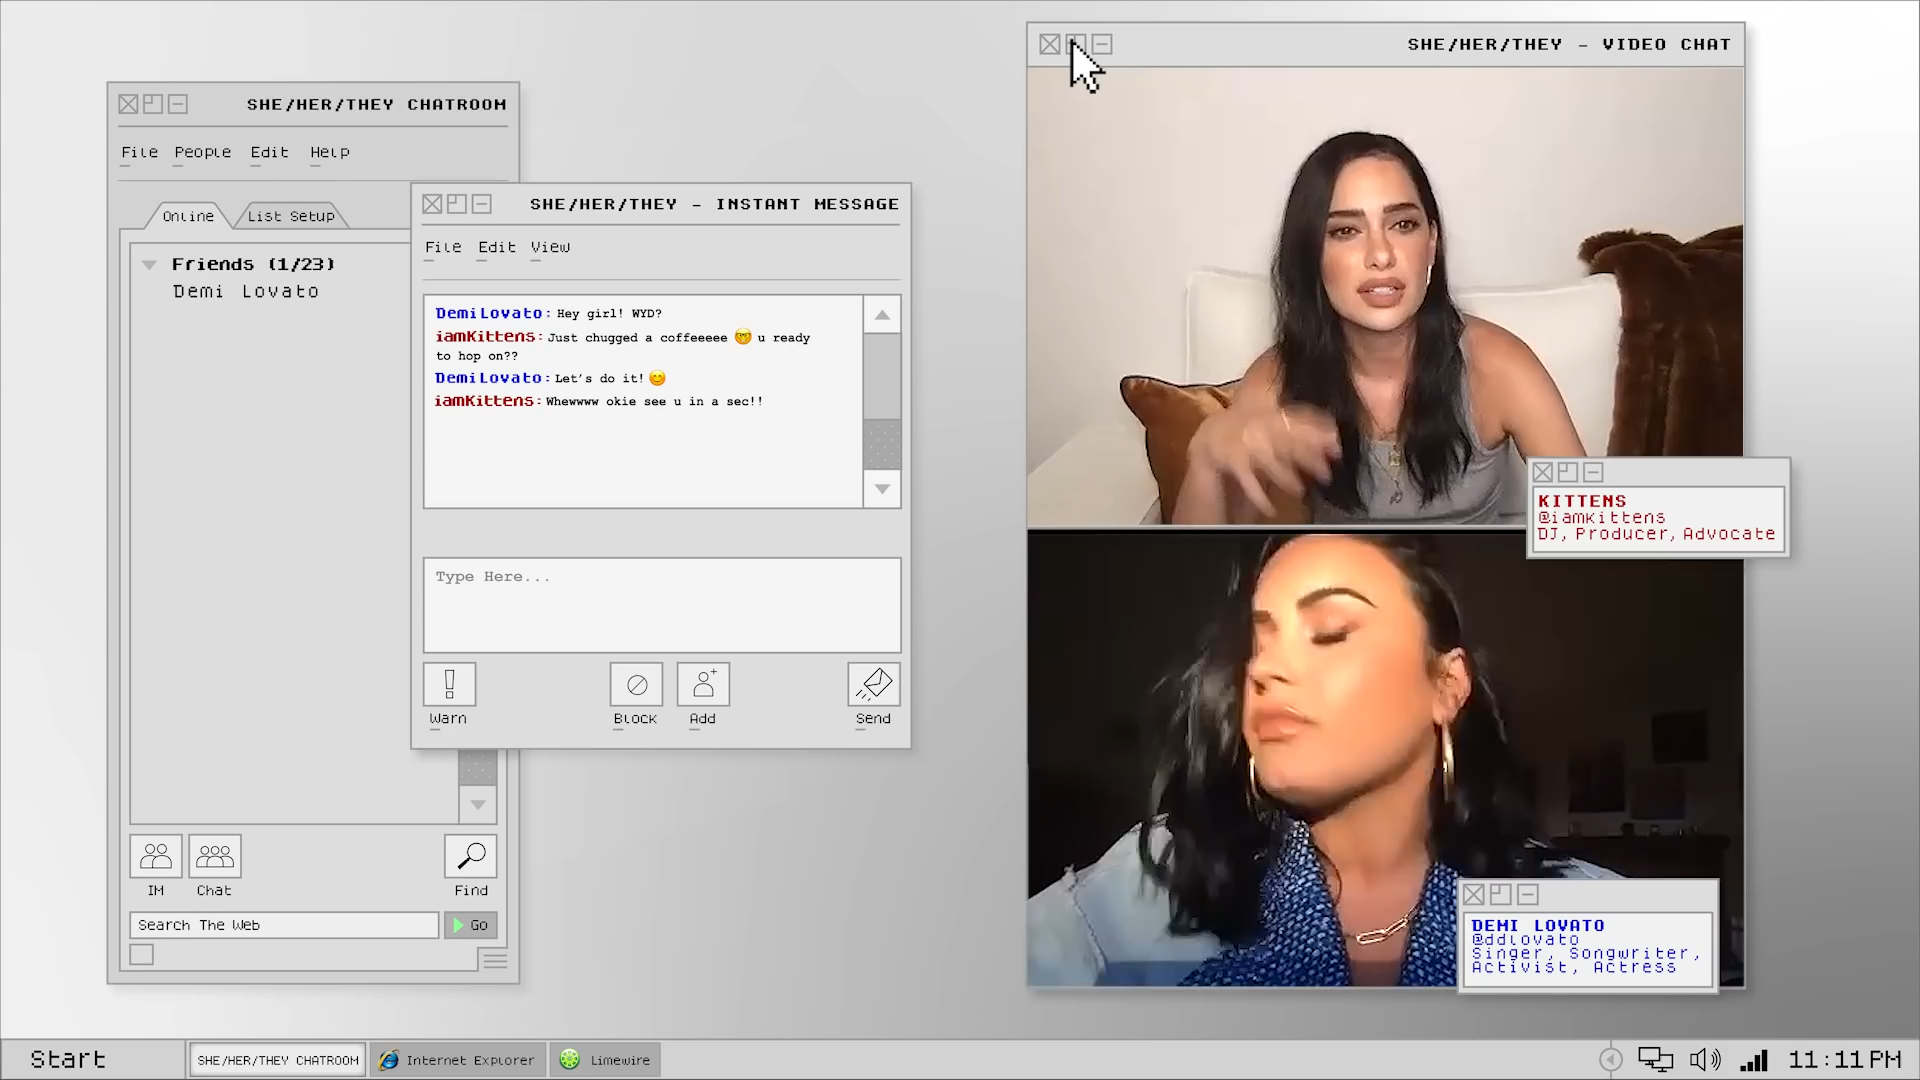 SHE/HER/THEY - VIDEO CHAT
SHE/HER/THEY CHATROOM
File People Edit Help
Online List Setup
Friends (1/23)
Demi Lovato
SHE/HER/THEY - INSTANT MESSAGE
File Edit View
DemiLovato: Hey girl! WYD?
iamKittens: Just chugged a coffeeeee 🤓 u ready
to hop on??
DemiLovato: Let's do it! 😊
iamKittens: Whewwww okie see u in a sec!!
Type Here...
Warn Block Add Send
IM Chat Find
Search The Web Go
KITTENS
@iamkittens
DJ, Producer, Advocate
DEMI LOVATO
@ddlovato
Singer, Songwriter,
Activist, Actress
Start SHE/HER/THEY CHATROOM Internet Explorer Limewire 11:11 PM